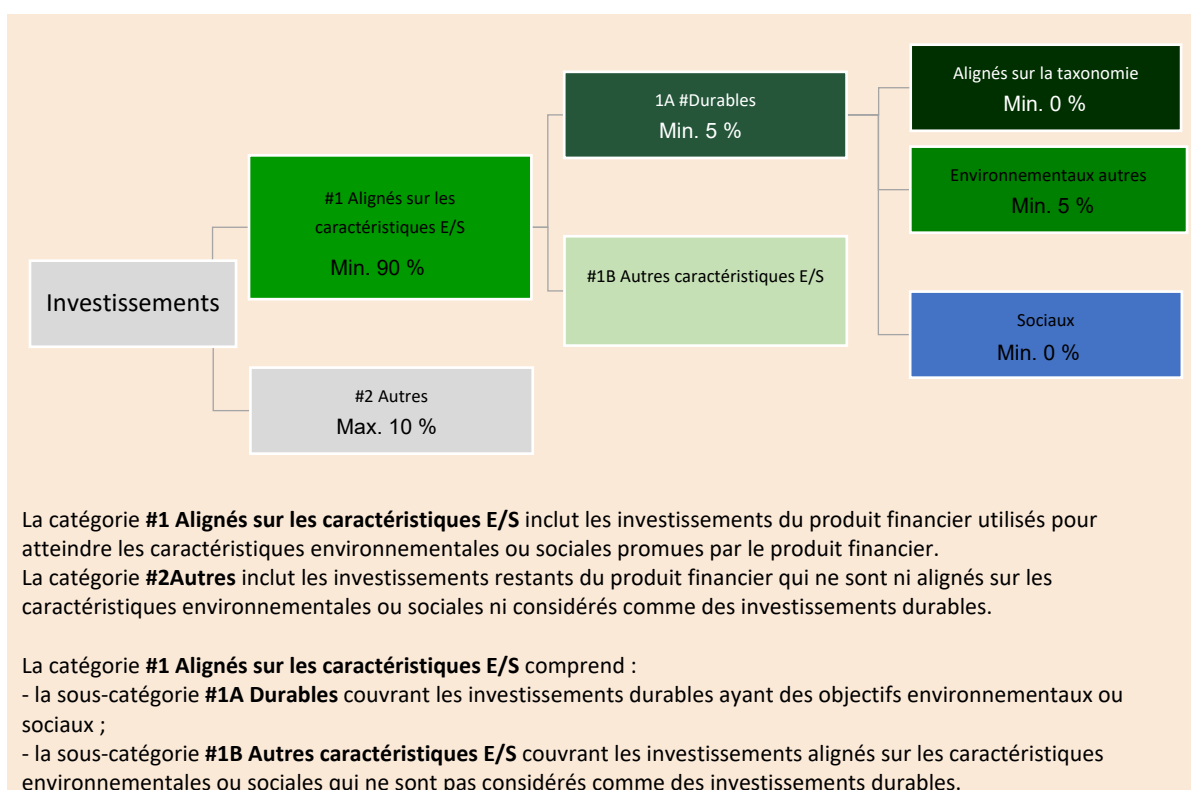 Investissements
#1 Alignés sur les
caractéristiques E/S
Min. 90 %
#2 Autres
Max. 10 %
1A #Durables
Min. 5 %
#1B Autres caractéristiques E/S
Alignés sur la taxonomie
Min. 0 %
Environnementaux autres
Min. 5 %
Sociaux
Min. 0 %
La catégorie #1 Alignés sur les caractéristiques E/S inclut les investissements du produit financier utilisés pour
atteindre les caractéristiques environnementales ou sociales promues par le produit financier.
La catégorie #2Autres inclut les investissements restants du produit financier qui ne sont ni alignés sur les
caractéristiques environnementales ou sociales ni considérés comme des investissements durables.
La catégorie #1 Alignés sur les caractéristiques E/S comprend :
- la sous-catégorie #1A Durables couvrant les investissements durables ayant des objectifs environnementaux ou
sociaux ;
- la sous-catégorie #1B Autres caractéristiques E/S couvrant les investissements alignés sur les caractéristiques
environnementales ou sociales qui ne sont pas considérés comme des investissements durables.